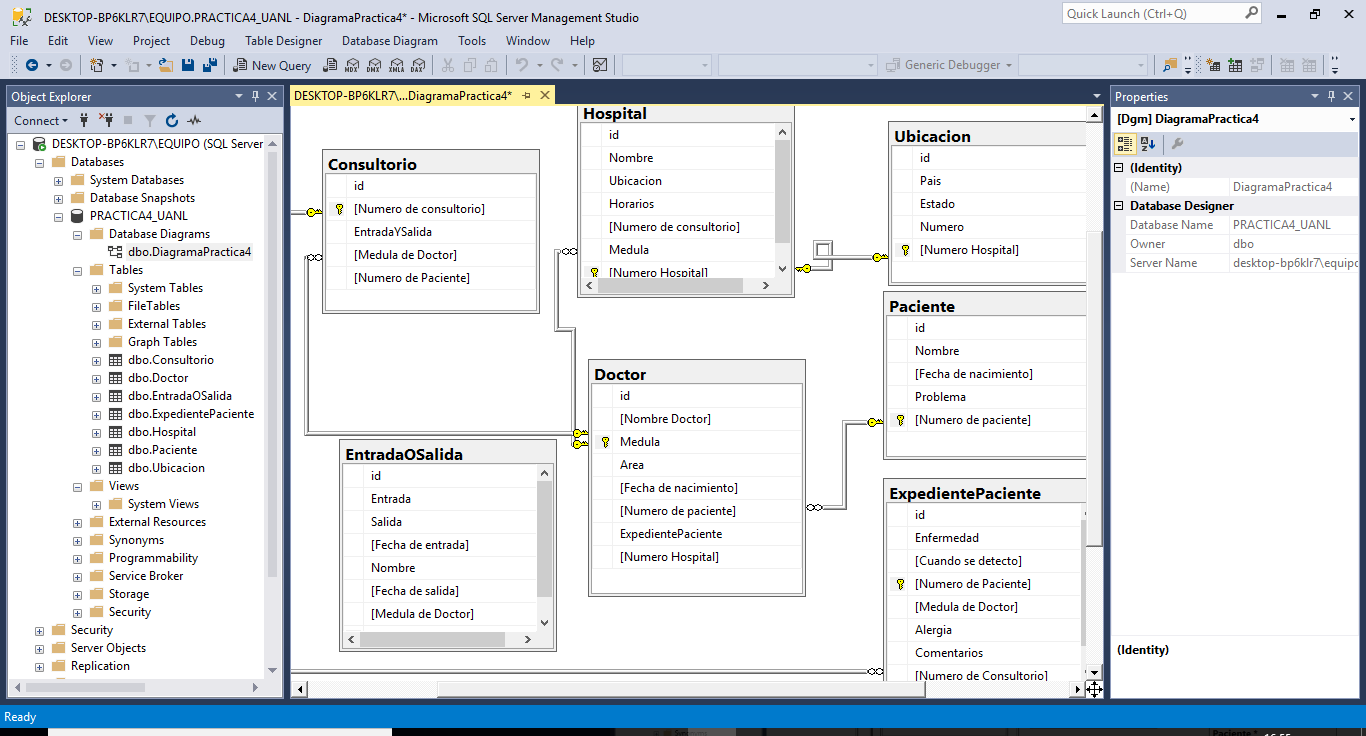 DESKTOP-BP6KLR7\EQUIPO.PRACTICA4_UANL - DiagramaPractica4* - Microsoft SQL Server Management Studio
Quick Launch (Ctrl+Q)
File Edit View Project Debug Table Designer Database Diagram Tools Window Help
New Query MDX DMX XMLA DAX Generic Debugger
Object Explorer
Connect
DESKTOP-BP6KLR7\EQUIPO (SQL Server
Databases
System Databases
Database Snapshots
PRACTICA4_UANL
Database Diagrams
dbo.DiagramaPractica4
Tables
System Tables
FileTables
External Tables
Graph Tables
dbo.Consultorio
dbo.Doctor
dbo.EntradaOSalida
dbo.ExpedientePaciente
dbo.Hospital
dbo.Paciente
dbo.Ubicacion
Views
System Views
External Resources
Synonyms
Programmability
Service Broker
Storage
Security
Security
Server Objects
Replication
DESKTOP-BP6KLR7\...DiagramaPractica4*
Consultorio
id
[Numero de consultorio]
EntradaYSalida
[Medula de Doctor]
[Numero de Paciente]
Hospital
id
Nombre
Ubicacion
Horarios
[Numero de consultorio]
Medula
[Numero Hospital]
Ubicacion
id
Pais
Estado
Numero
[Numero Hospital]
Paciente
id
Nombre
[Fecha de nacimiento]
Problema
[Numero de paciente]
Doctor
id
[Nombre Doctor]
Medula
Area
[Fecha de nacimiento]
[Numero de paciente]
ExpedientePaciente
[Numero Hospital]
EntradaOSalida
id
Entrada
Salida
[Fecha de entrada]
Nombre
[Fecha de salida]
[Medula de Doctor]
ExpedientePaciente
id
Enfermedad
[Cuando se detecto]
[Numero de Paciente]
[Medula de Doctor]
Alergia
Comentarios
[Numero de Consultorio]
Properties
[Dgm] DiagramaPractica4
(Identity)
(Name) DiagramaPractica4
Database Designer
Database Name PRACTICA4_UANL
Owner dbo
Server Name desktop-bp6klr7\equipo
(Identity)
Ready